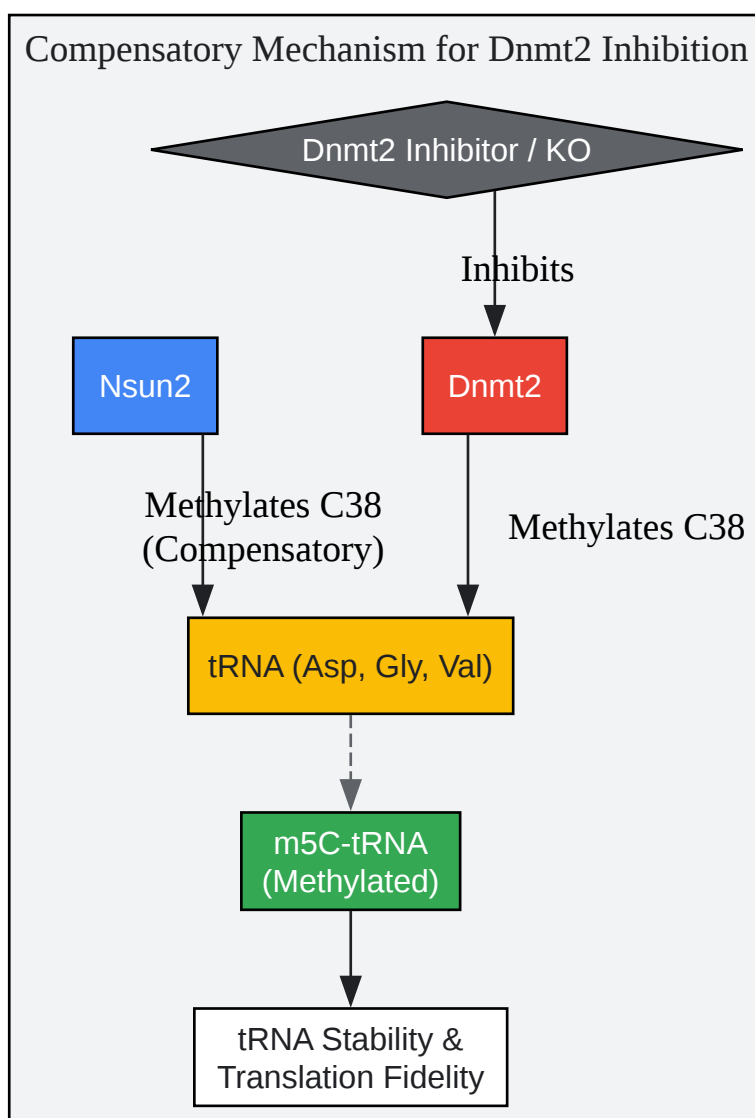 Compensatory Mechanism for Dnmt2 Inhibition
Dnmt2 Inhibitor / KO
Inhibits
Nsun2
Dnmt2
Methylates C38
(Compensatory)
Methylates C38
tRNA (Asp, Gly, Val)
m5C-tRNA
(Methylated)
tRNA Stability &
Translation Fidelity